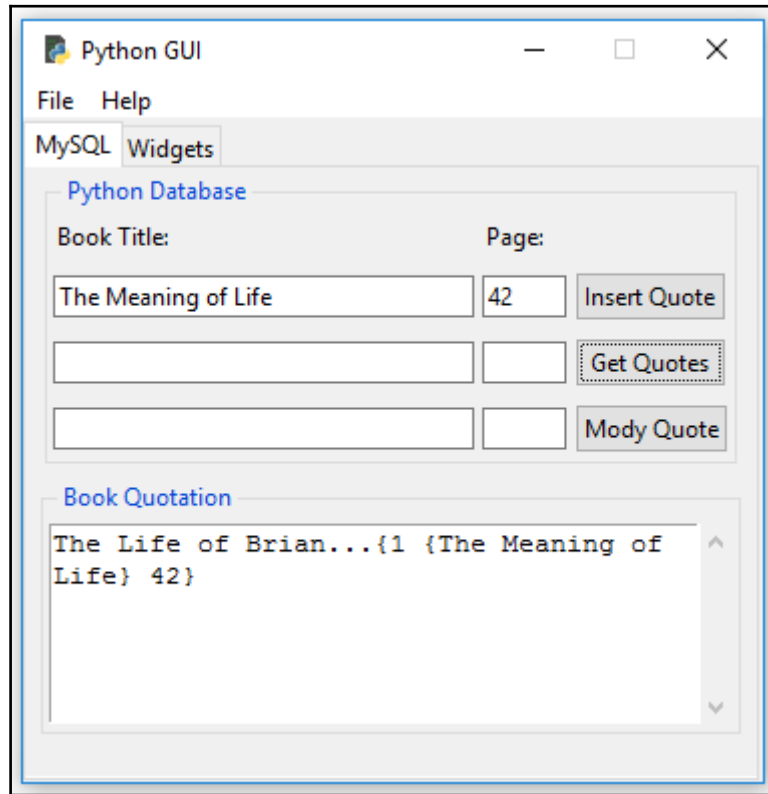 Python GUI
File Help
MySQL Widgets
Python Database
Book Title: Page:
The Meaning of Life 42 Insert Quote
Get Quotes
Mody Quote
Book Quotation
The Life of Brian...{1 {The Meaning of
Life} 42}